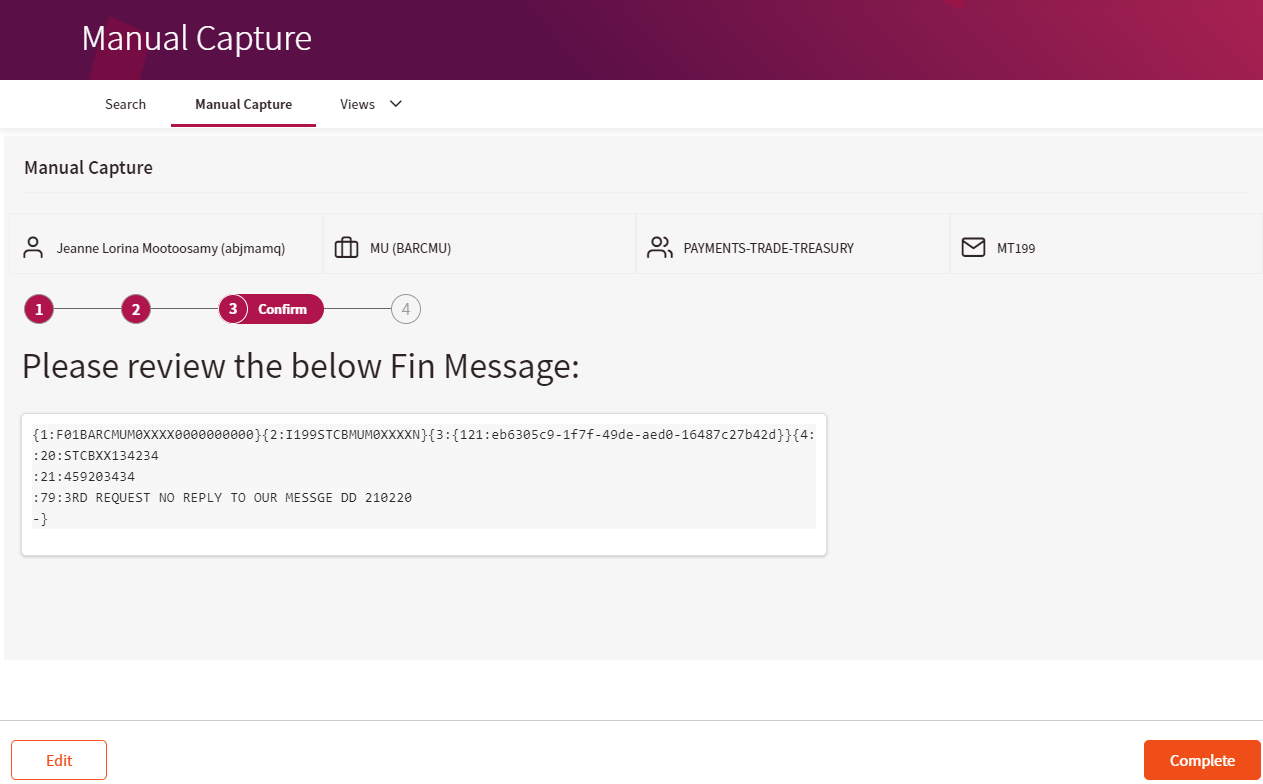 Manual Capture
Search
Manual Capture
Views
Manual Capture
Jeanne Lorina Mootoosamy (abjmamq)
MU (BARCMU)
PAYMENTS-TRADE-TREASURY
MT199
1
2
3 Confirm
4
Please review the below Fin Message:
{1:F01BARCMUM0XXXX0000000000}{2:I199STCBMUM0XXXXN}{3:{121:eb6305c9-1f7f-49de-aed0-16487c27b42d}}{4:
:20:STCBXX134234
:21:459203434
:79:3RD REQUEST NO REPLY TO OUR MESSGE DD 210220
-}
Edit
Complete